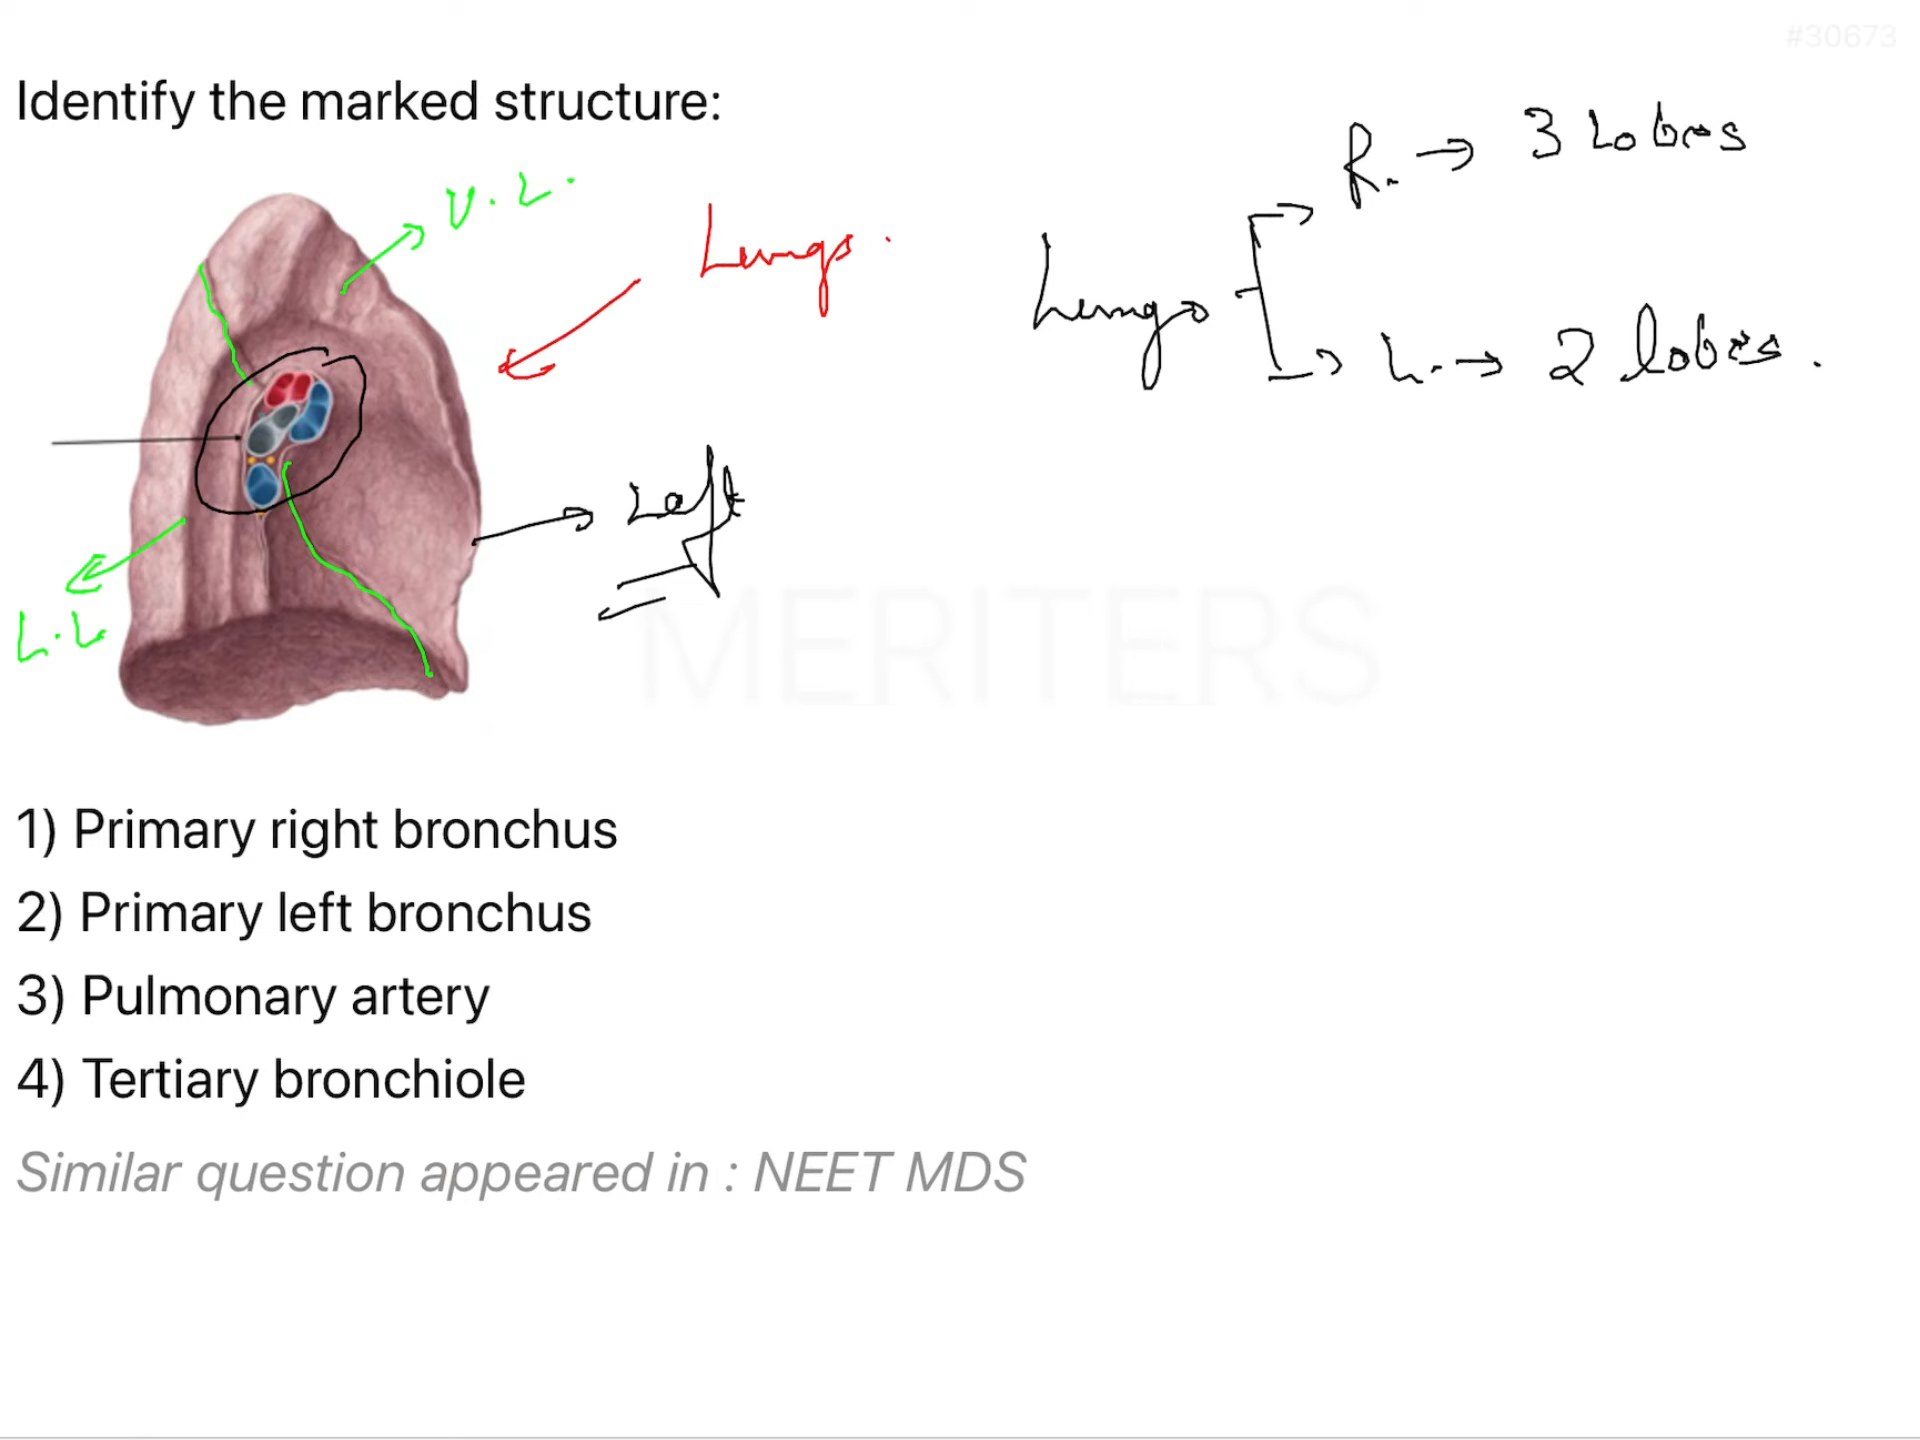 #30673
Identify the marked structure:
U.L.
Lungs.
Lungs
R. → 3 Lobes
L. → 2 lobes.
Left
L.L
MERITERS
1) Primary right bronchus
2) Primary left bronchus
3) Pulmonary artery
4) Tertiary bronchiole
Similar question appeared in : NEET MDS